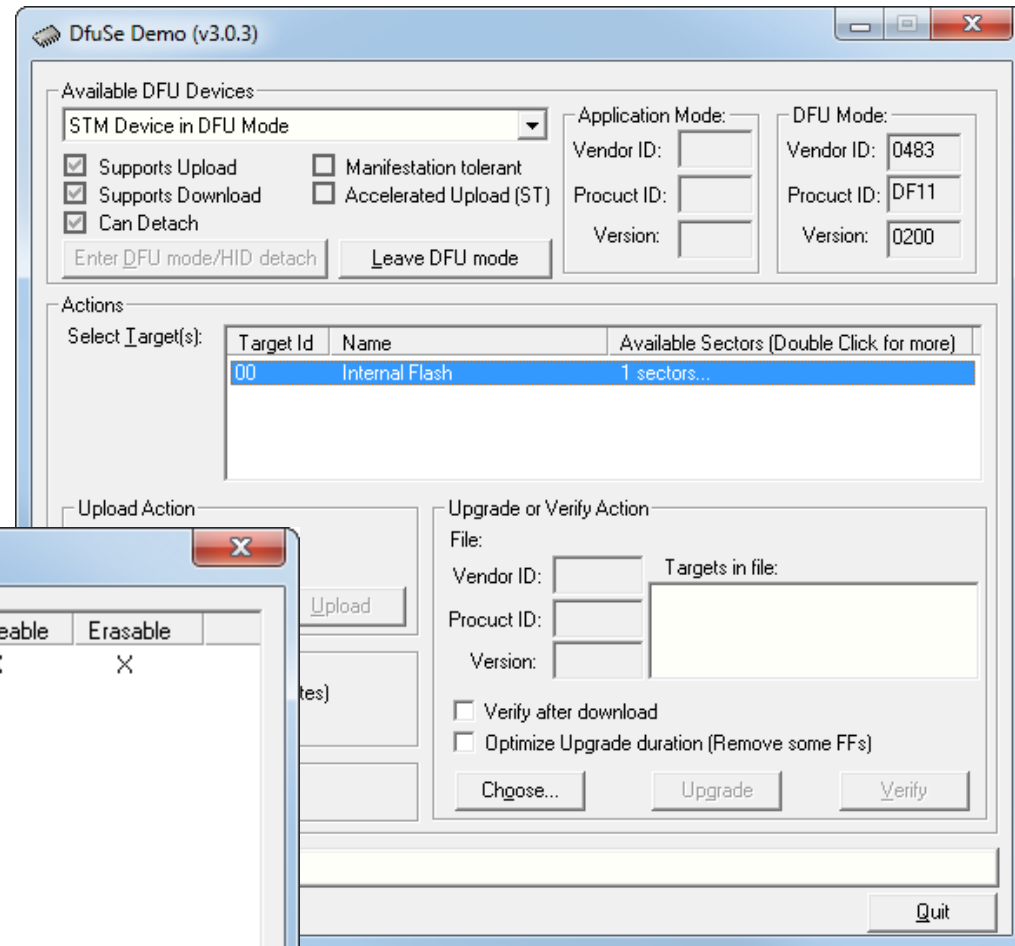 DfuSe Demo (v3.0.3)
Available DFU Devices
STM Device in DFU Mode
Supports Upload
Manifestation tolerant
Supports Download
Accelerated Upload (ST)
Can Detach
Enter DFU mode/HID detach
Leave DFU mode
Application Mode:
Vendor ID:
Procuct ID:
Version:
DFU Mode:
Vendor ID: 0483
Procuct ID: DF11
Version: 0200
Actions
Select Target(s):
Target Id Name Available Sectors (Double Click for more)
00 Internal Flash 1 sectors...
Upload Action
Upload
Upgrade or Verify Action
File:
Vendor ID:
Procuct ID:
Version:
Targets in file:
Verify after download
Optimize Upgrade duration (Remove some FFs)
Choose...
Upgrade
Verify
Quit
eable Erasable
X
tes)